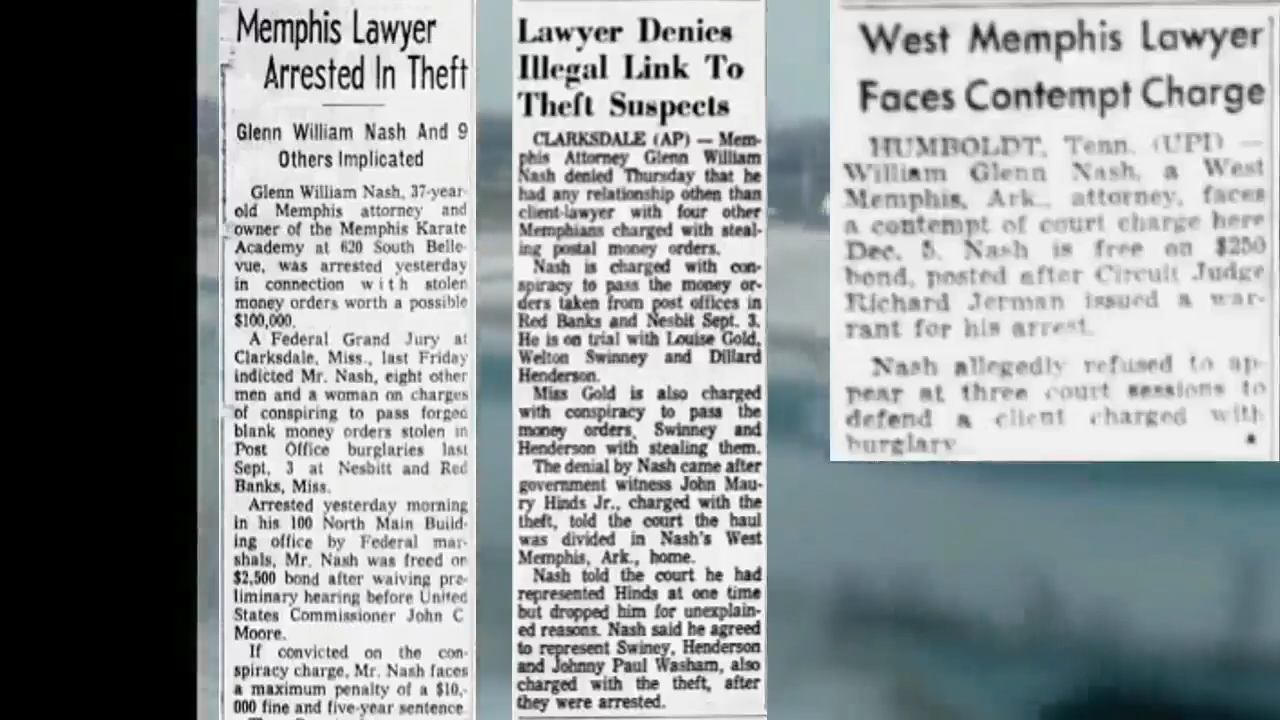 Memphis Lawyer
Arrested In Theft
Glenn William Nash And 9
Others Implicated
Glenn William Nash, 37-year-
old Memphis attorney and
owner of the Memphis Karate
Academy at 620 South Belle-
vue, was arrested yesterday
in connection with stolen
money orders worth a possible
$100,000.
A Federal Grand Jury at
Clarksdale, Miss., last Friday
indicted Mr. Nash, eight other
men and a woman on charges
of conspiring to pass forged
blank money orders stolen in
Post Office burglaries last
Sept. 3 at Nesbitt and Red
Banks, Miss.
Arrested yesterday morning
in his 100 North Main Build-
ing office by Federal mar-
shals, Mr. Nash was freed on
$2,500 bond after waiving pre-
liminary hearing before United
States Commissioner John C
Moore.
If convicted on the con-
spiracy charge, Mr. Nash faces
a maximum penalty of a $10,-
000 fine and five-year sentence.
Lawyer Denies
Illegal Link To
Theft Suspects
CLARKSDALE (AP) — Mem-
phis Attorney Glenn William
Nash denied Thursday that he
had any relationship othen than
client-lawyer with four other
Memphians charged with steal-
ing postal money orders.
Nash is charged with con-
spiracy to pass the money or-
ders taken from post offices in
Red Banks and Nesbit Sept. 3.
He is on trial with Louise Gold,
Welton Swinney and Dillard
Henderson.
Miss Gold is also charged
with conspiracy to pass the
money orders, Swinney and
Henderson with stealing them.
The denial by Nash came after
government witness John Mau-
ry Hinds Jr., charged with the
theft, told the court the haul
was divided in Nash's West
Memphis, Ark., home.
Nash told the court he had
represented Hinds at one time
but dropped him for unexplain-
ed reasons. Nash said he agreed
to represent Swiney, Henderson
and Johnny Paul Washam, also
charged with the theft, after
they were arrested.
West Memphis Lawyer
Faces Contempt Charge
HUMBOLDT, Tenn. (UPI) —
William Glenn Nash, a West
Memphis, Ark., attorney, faces
a contempt of court charge here
Dec. 5. Nash is free on $250
bond, posted after Circuit Judge
Richard Jerman issued a war-
rant for his arrest.
Nash allegedly refused to ap-
pear at three court sessions to
defend a client charged with
burglary.